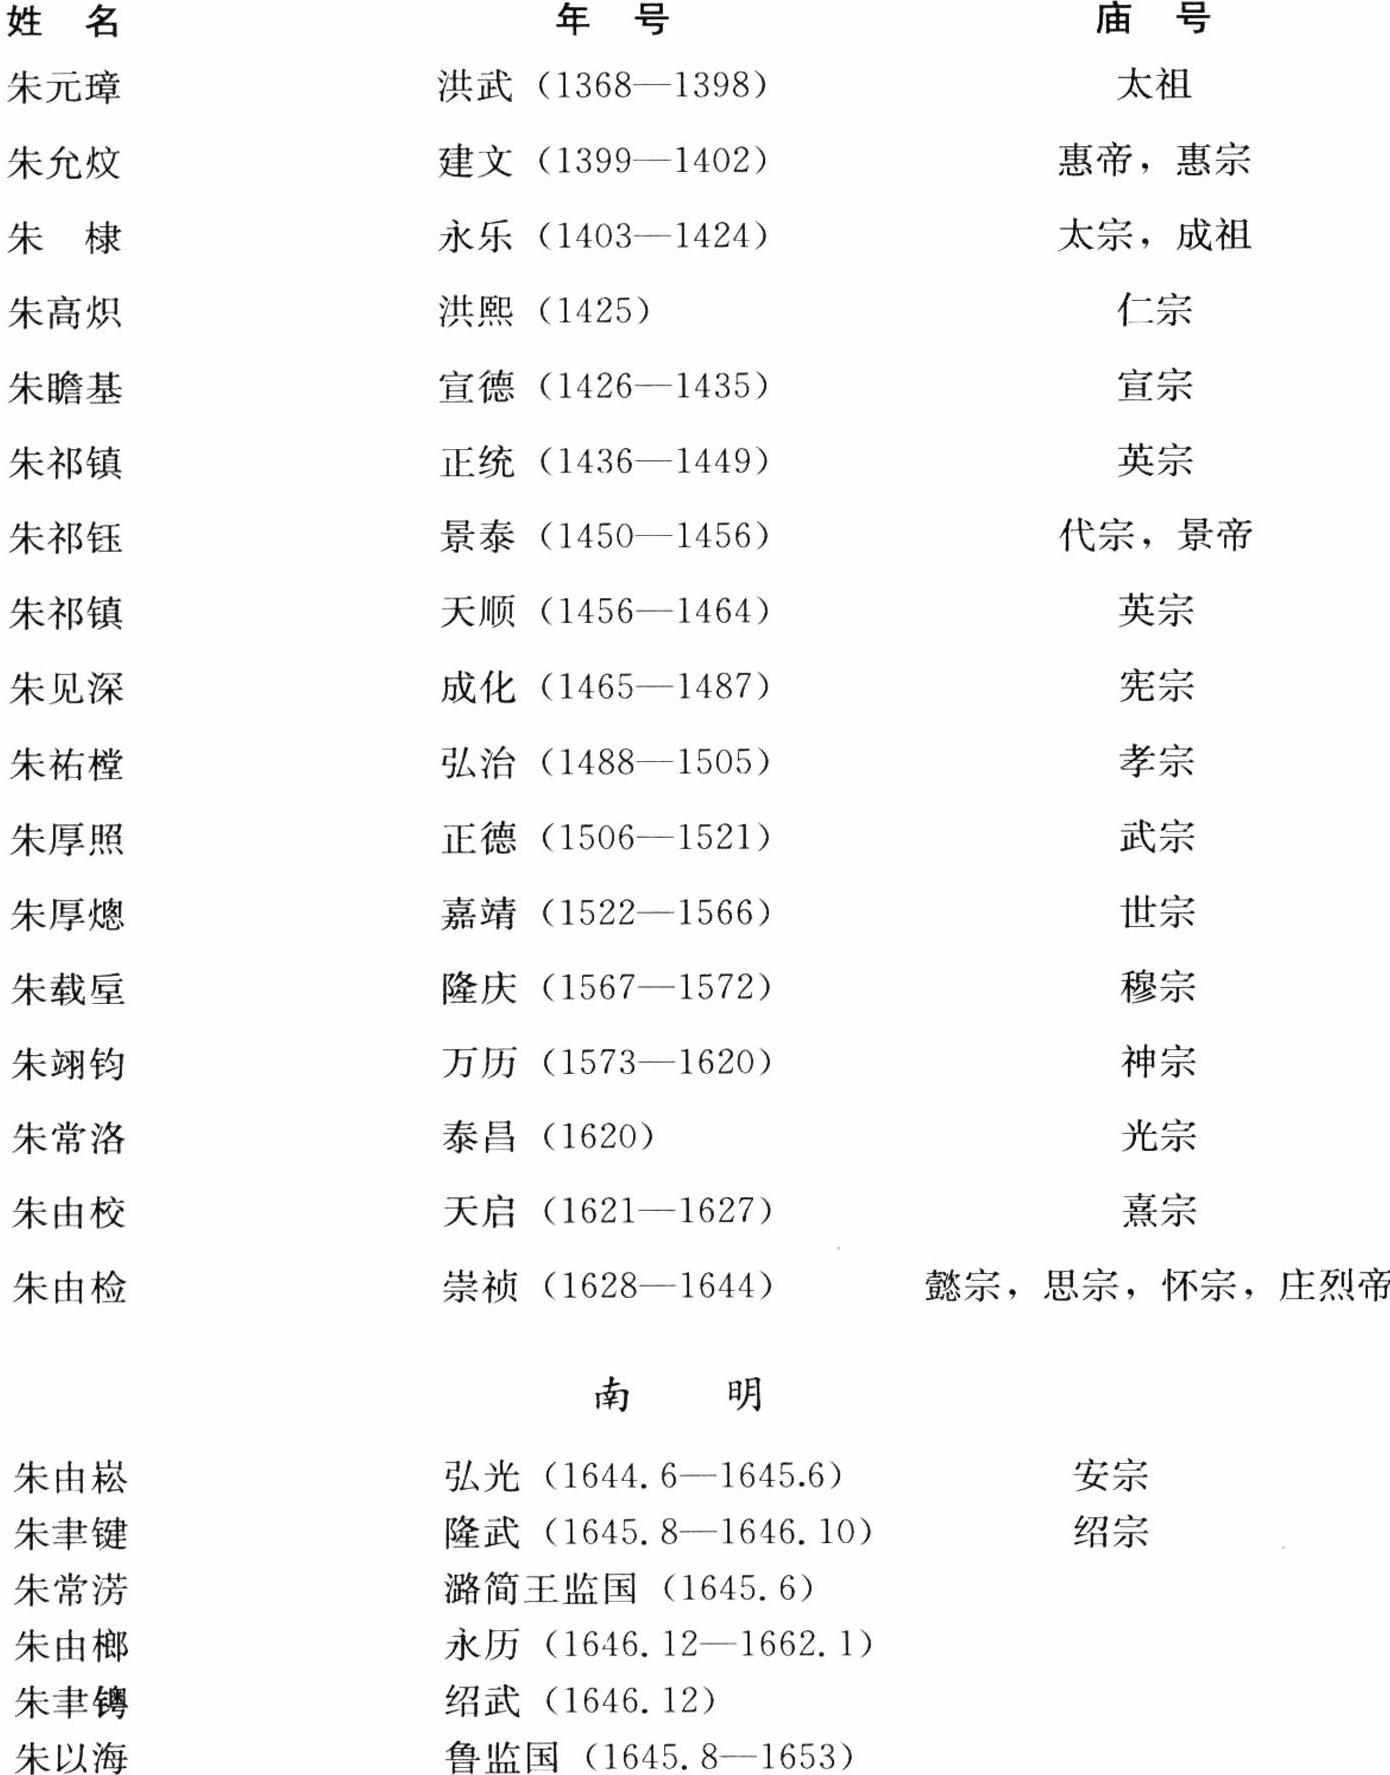 姓 名 年 号 庙 号
朱元璋 洪武（1368—1398） 太祖
朱允炆 建文（1399—1402） 惠帝，惠宗
朱 棣 永乐（1403—1424） 太宗，成祖
朱高炽 洪熙（1425） 仁宗
朱瞻基 宣德（1426—1435） 宣宗
朱祁镇 正统（1436—1449） 英宗
朱祁钰 景泰（1450—1456） 代宗，景帝
朱祁镇 天顺（1456—1464） 英宗
朱见深 成化（1465—1487） 宪宗
朱祐樘 弘治（1488—1505） 孝宗
朱厚照 正德（1506—1521） 武宗
朱厚熜 嘉靖（1522—1566） 世宗
朱载垕 隆庆（1567—1572） 穆宗
朱翊钧 万历（1573—1620） 神宗
朱常洛 泰昌（1620） 光宗
朱由校 天启（1621—1627） 熹宗
朱由检 崇祯（1628—1644） 懿宗，思宗，怀宗，庄烈帝
南 明
朱由崧 弘光（1644.6—1645.6） 安宗
朱聿键 隆武（1645.8—1646.10） 绍宗
朱常淓 潞简王监国（1645.6）
朱由榔 永历（1646.12—1662.1）
朱聿𨮁 绍武（1646.12）
朱以海 鲁监国（1645.8—1653）